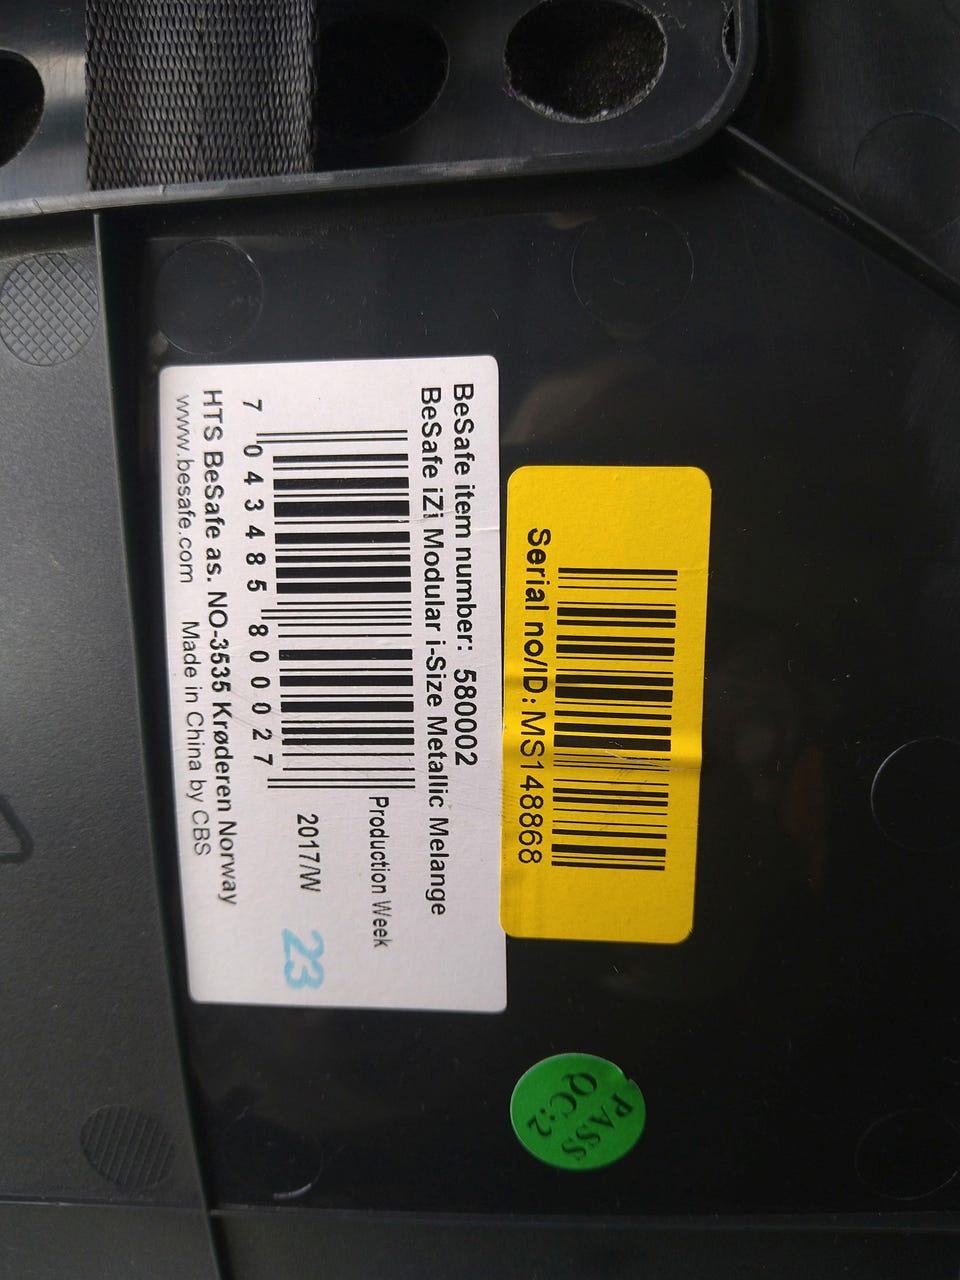 Serial no/ID: MS148868
BeSafe item number: 580002
BeSafe iZi Modular i-Size Metallic Melange
Production Week
2017/W 23
7 043485 800027
HTS BeSafe as. NO-3535 Krøderen Norway
www.besafe.com Made in China by CBS
PASS
QC:2